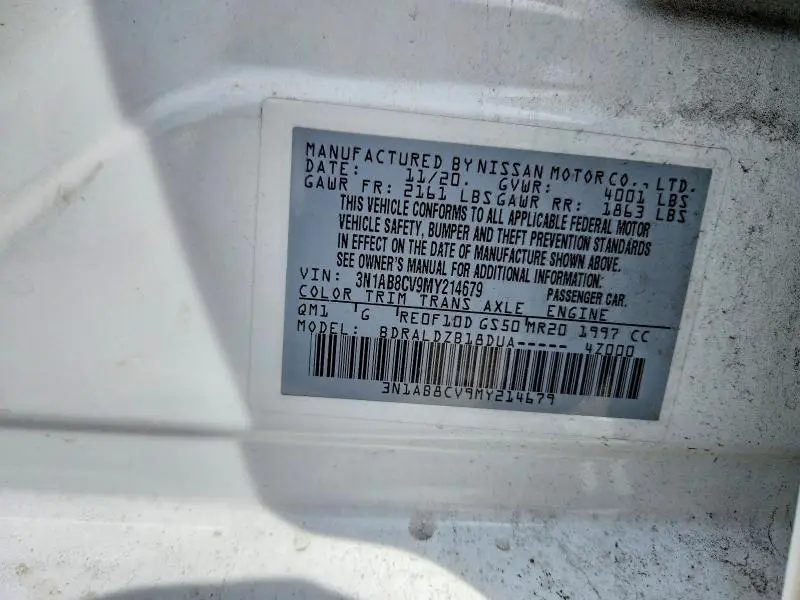 MANUFACTURED BY NISSAN MOTOR CO., LTD.
DATE: 11/20. GVWR: 4001 LBS
GAWR FR: 2161 LBS GAWR RR: 1863 LBS
THIS VEHICLE CONFORMS TO ALL APPLICABLE FEDERAL MOTOR
VEHICLE SAFETY, BUMPER AND THEFT PREVENTION STANDARDS
IN EFFECT ON THE DATE OF MANUFACTURE SHOWN ABOVE.
SEE OWNER'S MANUAL FOR ADDITIONAL INFORMATION.
VIN: 3N1AB8CV9MY214679 PASSENGER CAR.
COLOR TRIM TRANS AXLE ENGINE
QM1 G RE0F10D GS50 MR20 1997 CC
MODEL: BDRALDZB18DUA----- 4Z000
3N1AB8CV9MY214679